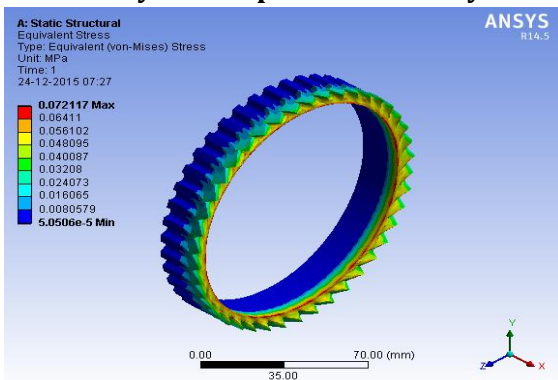 A: Static Structural
Equivalent Stress
Type: Equivalent (von-Mises) Stress
Unit: MPa
Time: 1
24-12-2015 07:27
ANSYS
R14.5
0.072117 Max
0.06411
0.056102
0.048095
0.040087
0.03208
0.024073
0.016065
0.0080579
5.0506e-5 Min
0.00
70.00 (mm)
35.00
Y
Z
X